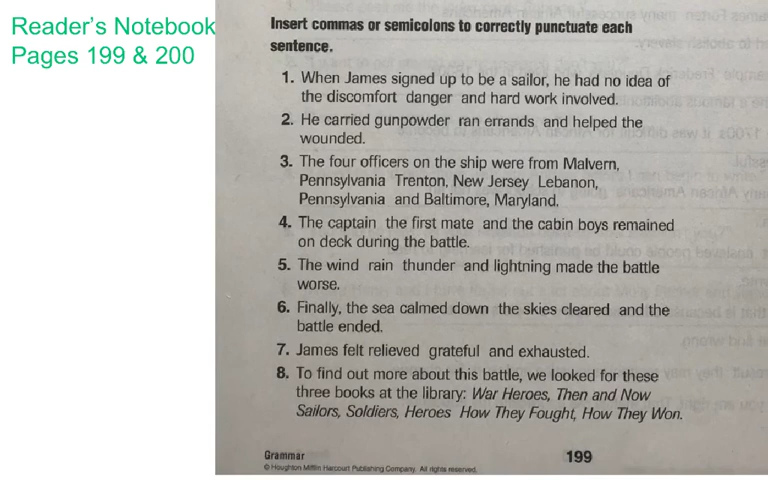 Reader's Notebook
Pages 199 & 200
Insert commas or semicolons to correctly punctuate each
sentence.
1. When James signed up to be a sailor, he had no idea of
the discomfort danger and hard work involved.
2. He carried gunpowder ran errands and helped the
wounded.
3. The four officers on the ship were from Malvern,
Pennsylvania Trenton, New Jersey Lebanon,
Pennsylvania and Baltimore, Maryland.
4. The captain the first mate and the cabin boys remained
on deck during the battle.
5. The wind rain thunder and lightning made the battle
worse.
6. Finally, the sea calmed down the skies cleared and the
battle ended.
7. James felt relieved grateful and exhausted.
8. To find out more about this battle, we looked for these
three books at the library: War Heroes, Then and Now
Sailors, Soldiers, Heroes How They Fought, How They Won.
Grammar
199
© Houghton Mifflin Harcourt Publishing Company. All rights reserved.